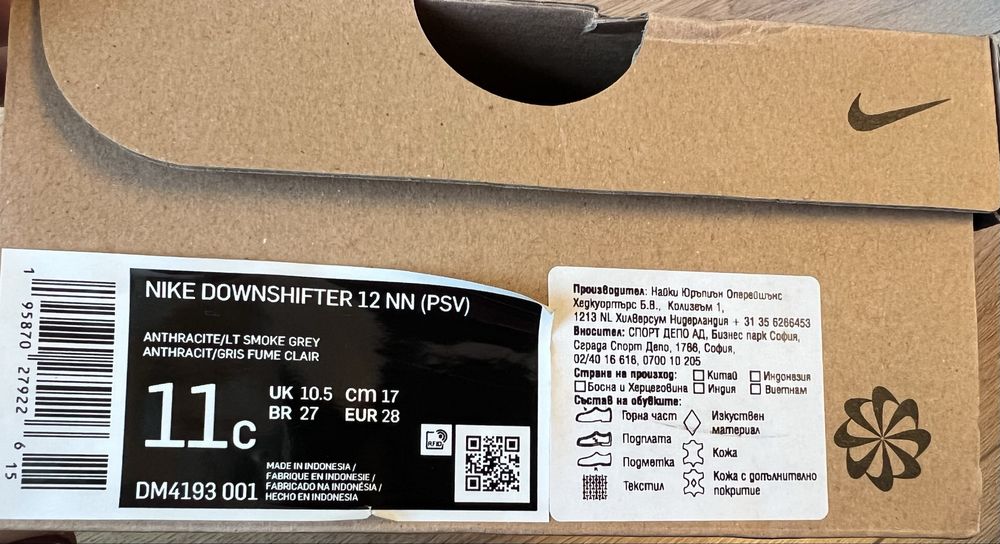 NIKE DOWNSHIFTER 12 NN (PSV)
ANTHRACITE/LT SMOKE GREY
ANTHRACIT/GRIS FUME CLAIR
11c
UK 10.5 cm 17
BR 27 EUR 28
RFID
MADE IN INDONESIA /
FABRIQUE EN INDONESIE /
FABRICADO NA INDONÉSIA /
HECHO EN INDONESIA
DM4193 001
1 95870 27922 6 15
Производител: Найки Юръпиън Оперейшънс
Хедкуортърс Б.В., Колизвъм 1,
1213 NL Хилверсум Нидерландия + 31 35 6266453
Вносител: СПОРТ ДЕПО АД, Бизнес парк София,
Сграда Спорт Депо, 1766, София,
02/40 16 616, 0700 10 205
Страна на произход: Китай Индонезия
Босна и Херцеговина Индия Виетнам
Състав на обувките:
Горна част Изкуствен материал
Подплата Кожа
Подметка Кожа с допълнително покритие
Текстил